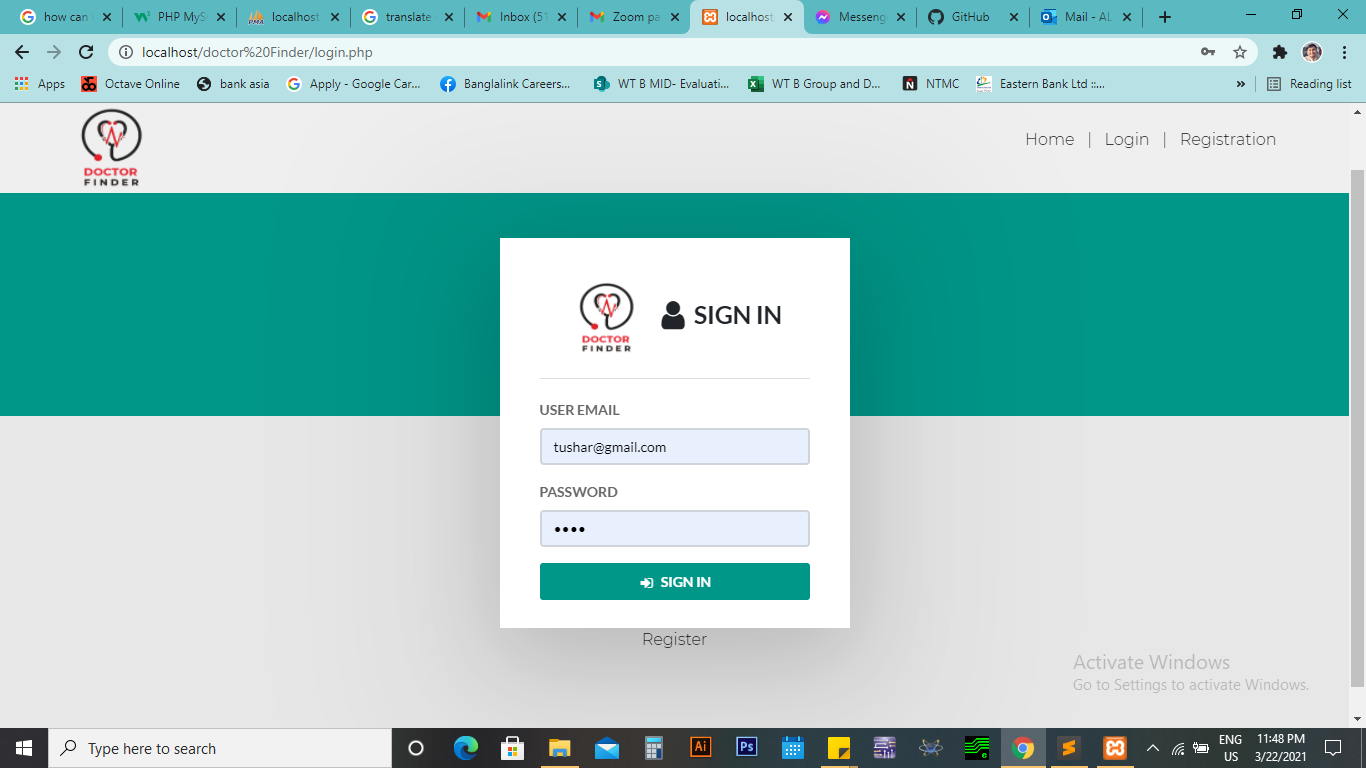 how can PHP MyS localhost translate Inbox (51 Zoom pa localhost Messeng GitHub Mail - AL
localhost/doctor%20Finder/login.php
Apps Octave Online bank asia Apply - Google Car... Banglalink Careers... WT B MID- Evaluati... WT B Group and D... NTMC Eastern Bank Ltd ::... » Reading list
DOCTOR
FINDER
Home | Login | Registration
DOCTOR
FINDER
SIGN IN
USER EMAIL
tushar@gmail.com
PASSWORD
••••
SIGN IN
Register
Activate Windows
Go to Settings to activate Windows.
Type here to search
Ai Ps
ENG
US
11:48 PM
3/22/2021